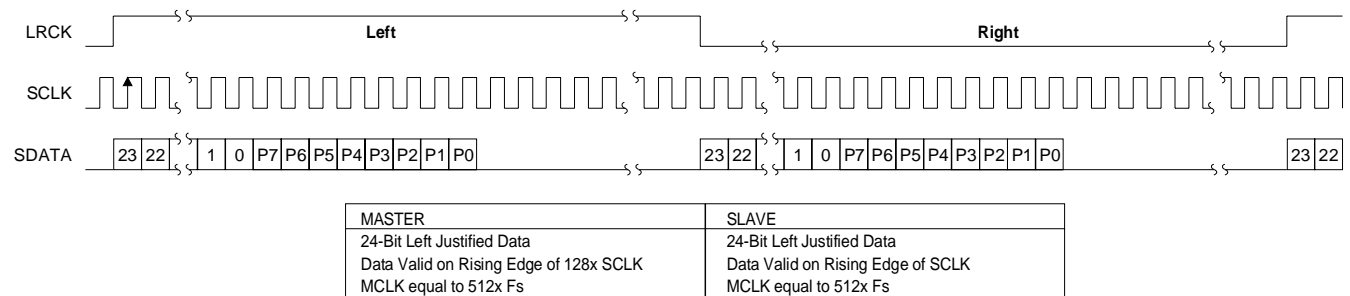 LRCK Left Right
SCLK
SDATA 23 22 1 0 P7 P6 P5 P4 P3 P2 P1 P0 23 22 1 0 P7 P6 P5 P4 P3 P2 P1 P0 23 22
MASTER SLAVE
24-Bit Left Justified Data 24-Bit Left Justified Data
Data Valid on Rising Edge of 128x SCLK Data Valid on Rising Edge of SCLK
MCLK equal to 512x Fs MCLK equal to 512x Fs